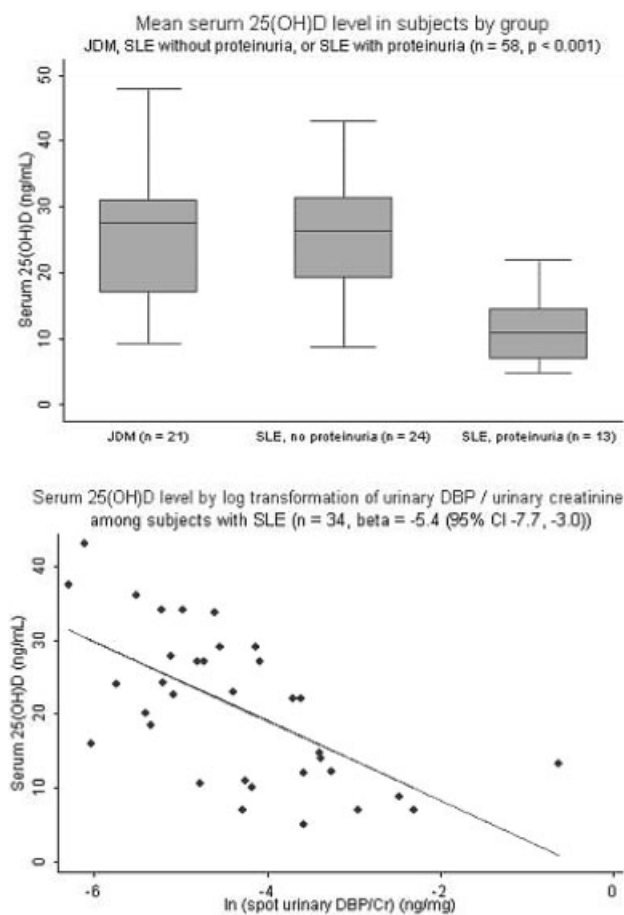 Mean serum 25(OH)D level in subjects by group
JDM, SLE without proteinuria, or SLE with proteinuria (n = 58, p < 0.001)
Serum 25(OH)D (ng/mL)
50
40
30
20
10
0
JDM (n = 21)
SLE, no proteinuria (n = 24)
SLE, proteinuria (n = 13)
Serum 25(OH)D level by log transformation of urinary DBP / urinary creatinine
among subjects with SLE (n = 34, beta = -5.4 (95% CI -7.7, -3.0))
Serum 25(OH)D (ng/mL)
40
30
20
10
0
-6
-4
-2
0
ln (spot urinary DBP/Cr) (ng/mg)